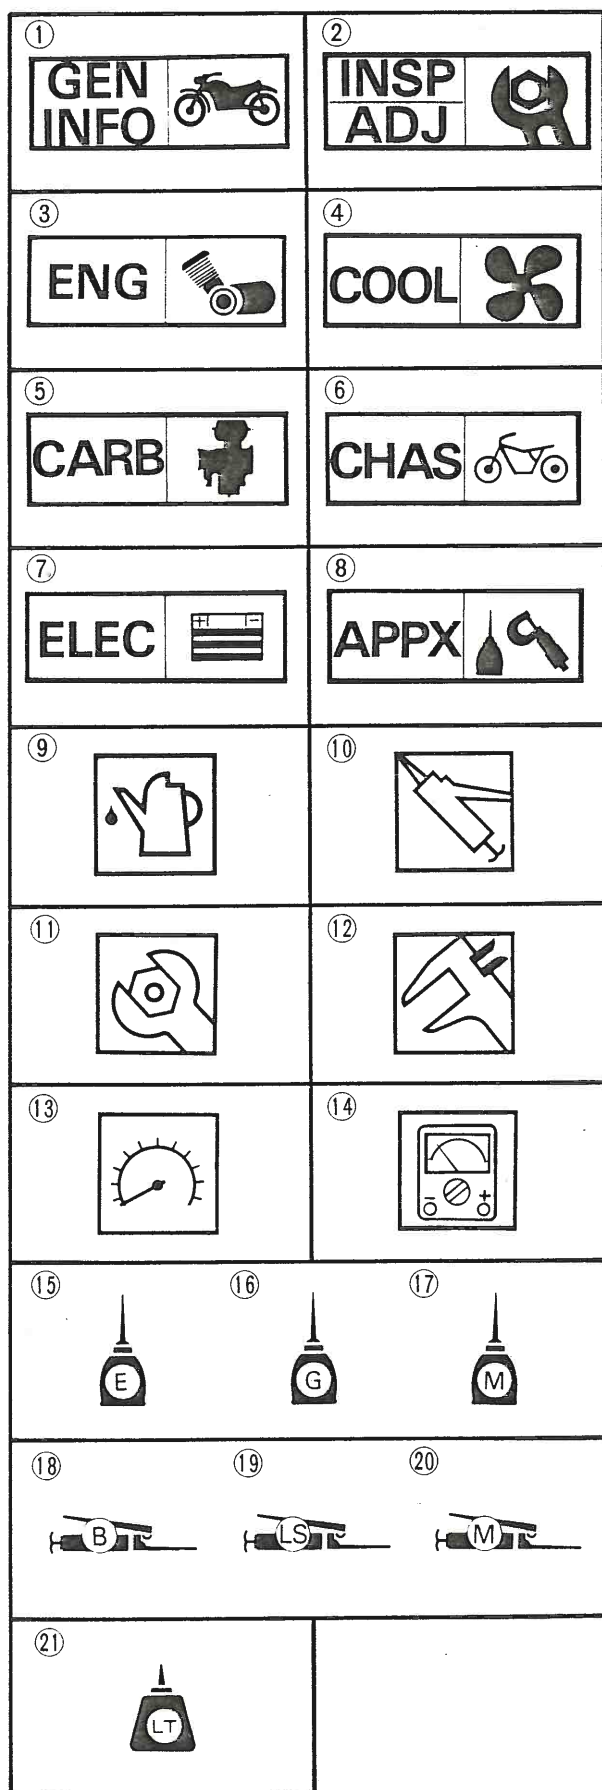 ① ②
GEN
INFO
INSP
ADJ
③ ④
ENG
COOL
⑤ ⑥
CARB
CHAS
⑦ ⑧
ELEC
+ -
APPX
⑨ ⑩
⑪ ⑫
⑬ ⑭
- +
⑮ ⑯ ⑰
E G M
⑱ ⑲ ⑳
B LS M
㉑
LT